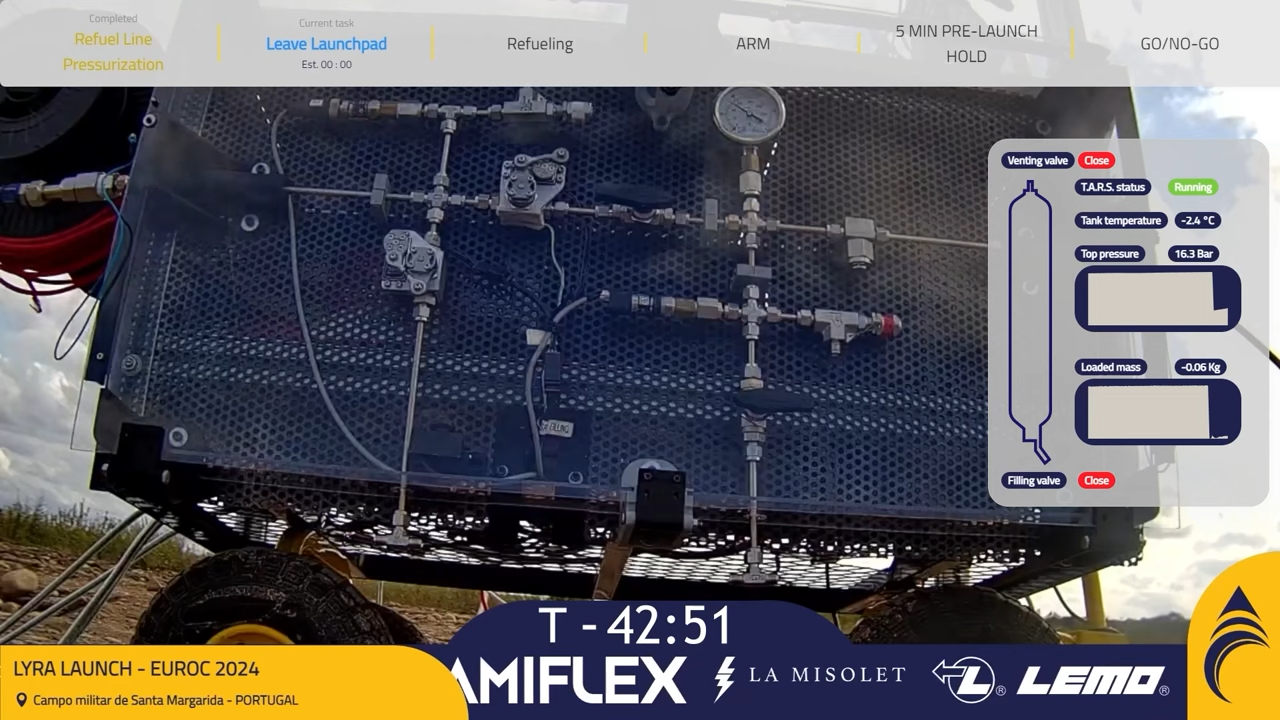 Completed
Refuel Line
Pressurization
Current task
Leave Launchpad
Est. 00 : 00
Refueling
ARM
5 MIN PRE-LAUNCH
HOLD
GO/NO-GO
Venting valve Close
T.A.R.S. status Running
Tank temperature -2.4 °C
Top pressure 16.3 Bar
Loaded mass -0.06 Kg
Filling valve Close
FILLING
T - 42:51
LYRA LAUNCH - EUROC 2024
Campo militar de Santa Margarida - PORTUGAL
AMIFLEX
LA MISOLET
L®
LEMO®